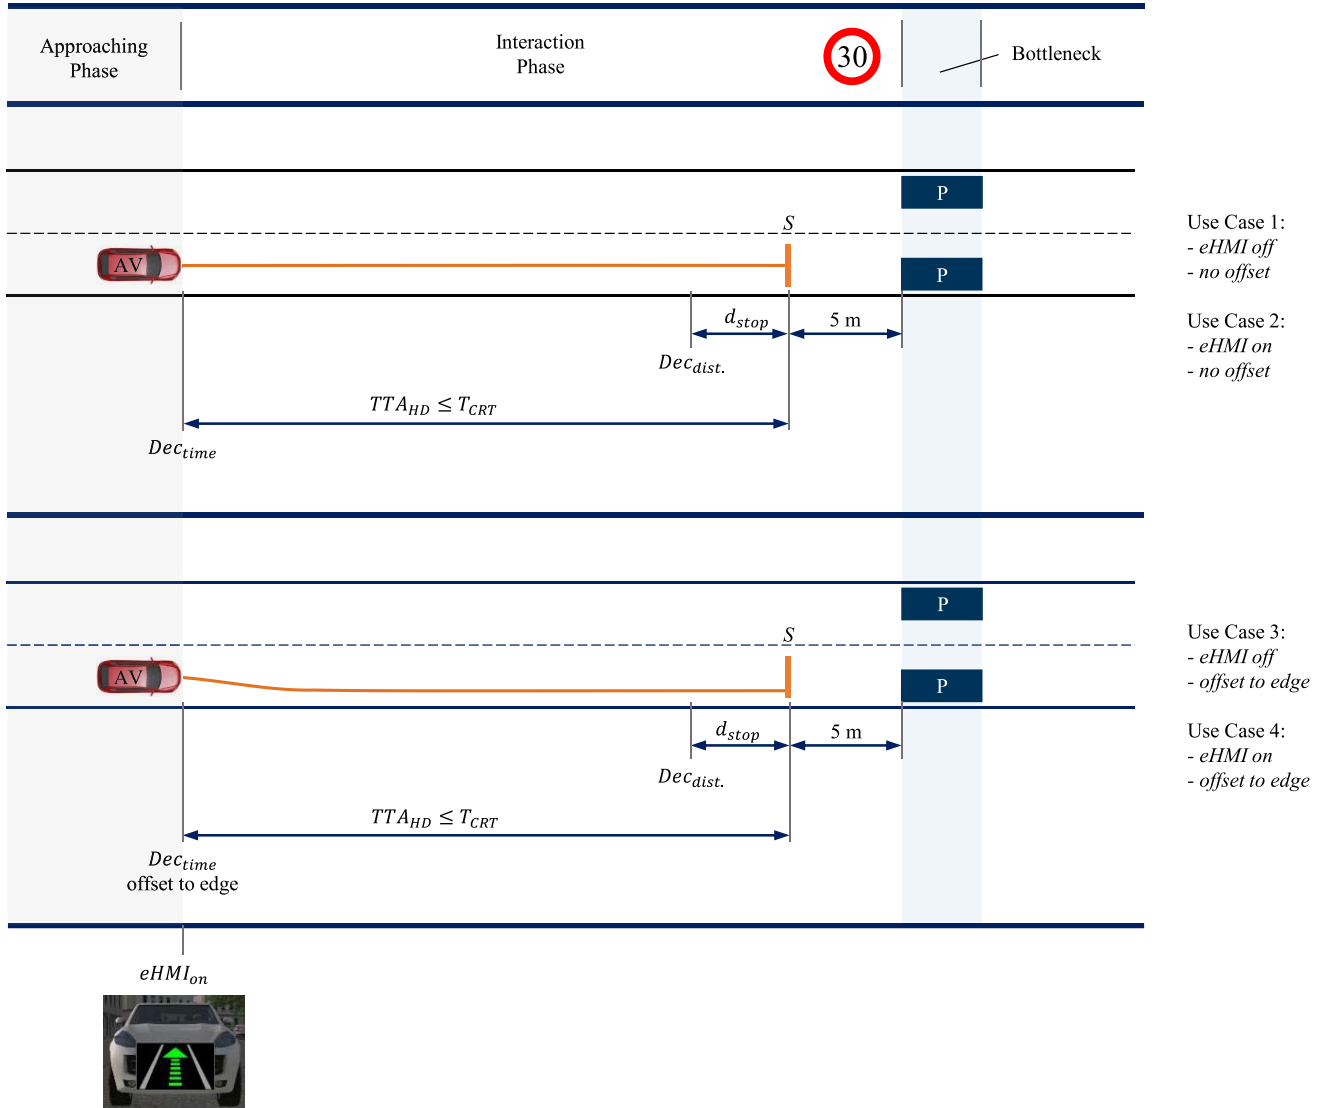 Approaching
Phase
Interaction
Phase
30
Bottleneck
P
S
AV
P
d_stop
5 m
Dec_dist.
TTA_HD ≤ T_CRT
Dec_time
Use Case 1:
- eHMI off
- no offset
Use Case 2:
- eHMI on
- no offset
P
S
AV
P
d_stop
5 m
Dec_dist.
TTA_HD ≤ T_CRT
Dec_time
offset to edge
Use Case 3:
- eHMI off
- offset to edge
Use Case 4:
- eHMI on
- offset to edge
eHMI_on